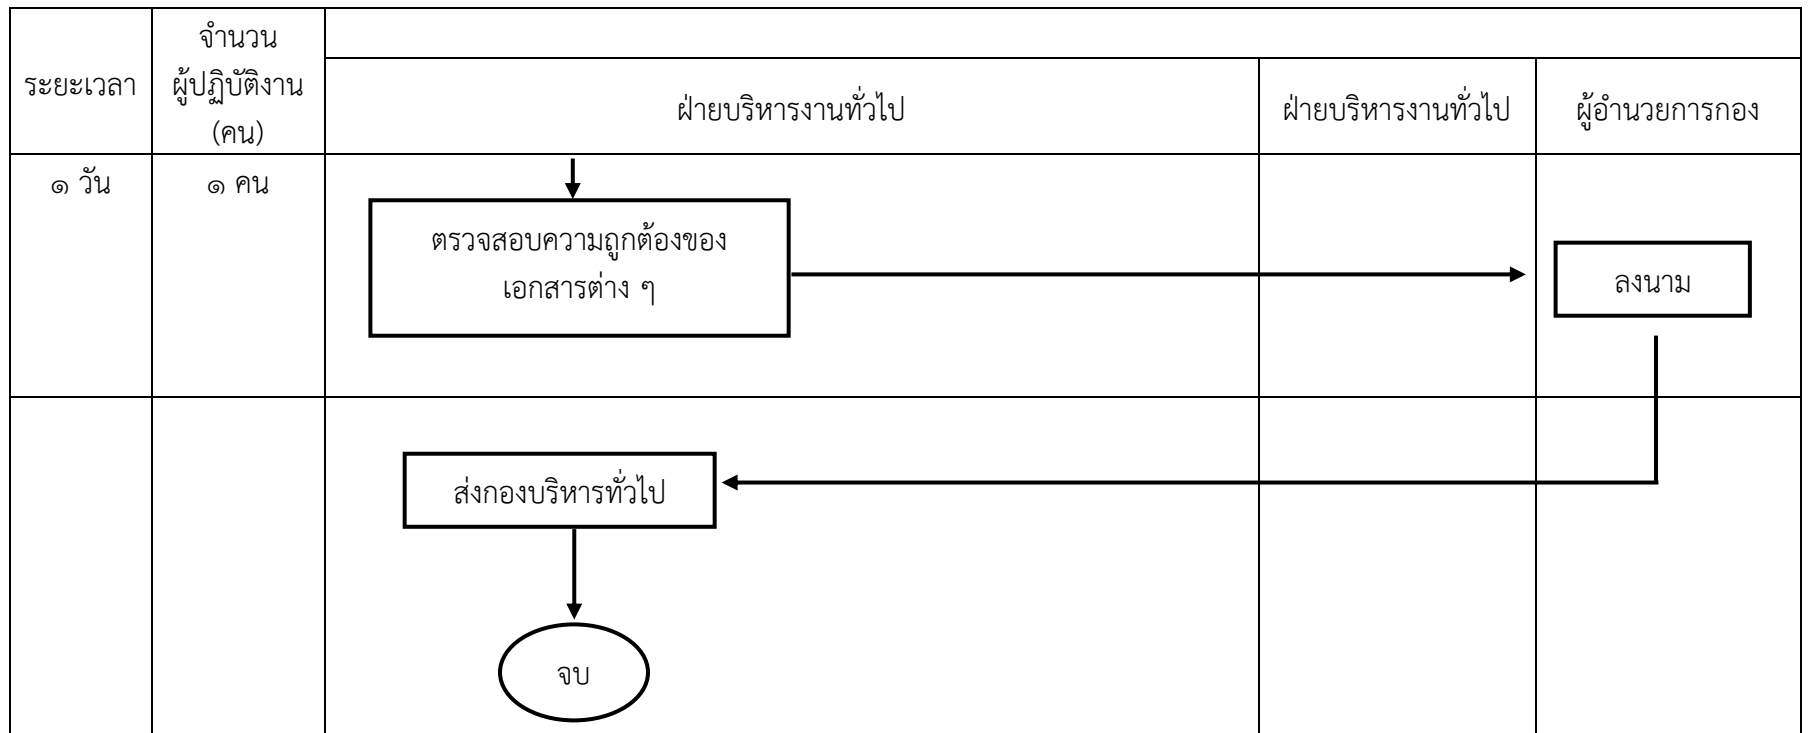 ระยะเวลา
จำนวน
ผู้ปฏิบัติงาน
(คน)
ฝ่ายบริหารงานทั่วไป
ฝ่ายบริหารงานทั่วไป
ผู้อำนวยการกอง
๑ วัน
๑ คน
ตรวจสอบความถูกต้องของ
เอกสารต่าง ๆ
ลงนาม
ส่งกองบริหารทั่วไป
จบ